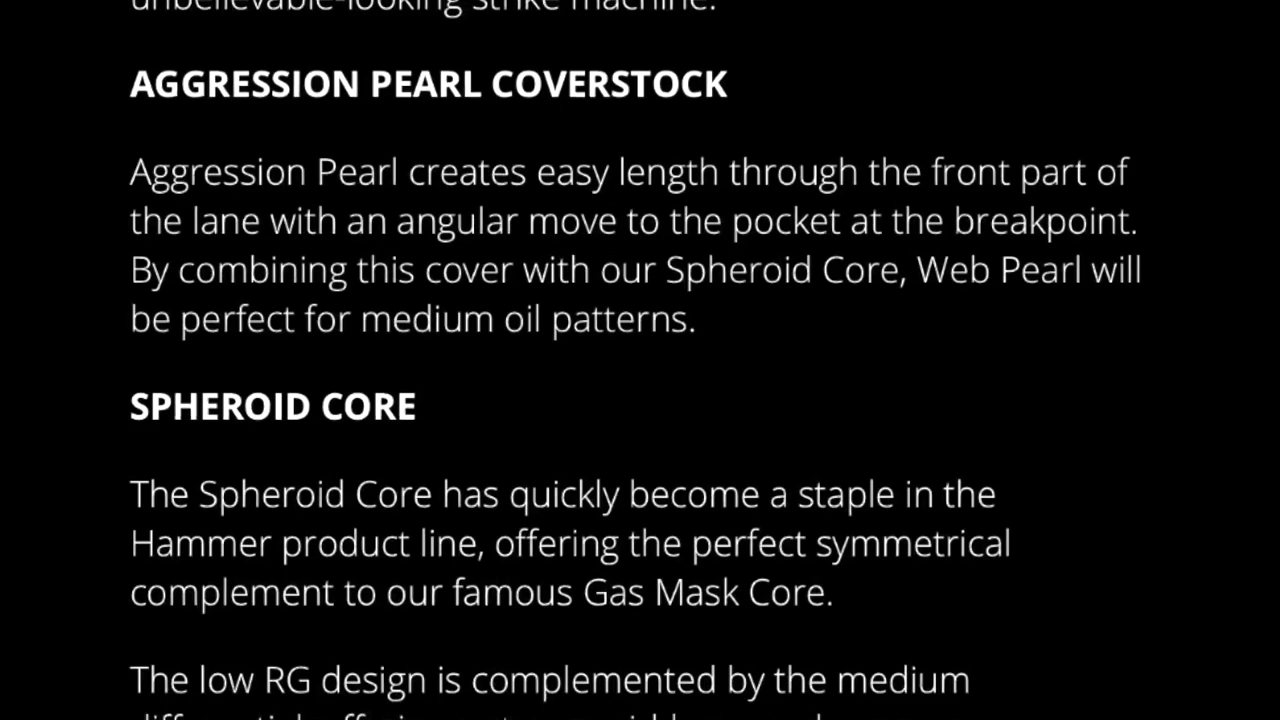 unbelievable-looking strike machine.
AGGRESSION PEARL COVERSTOCK
Aggression Pearl creates easy length through the front part of
the lane with an angular move to the pocket at the breakpoint.
By combining this cover with our Spheroid Core, Web Pearl will
be perfect for medium oil patterns.
SPHEROID CORE
The Spheroid Core has quickly become a staple in the
Hammer product line, offering the perfect symmetrical
complement to our famous Gas Mask Core.
The low RG design is complemented by the medium